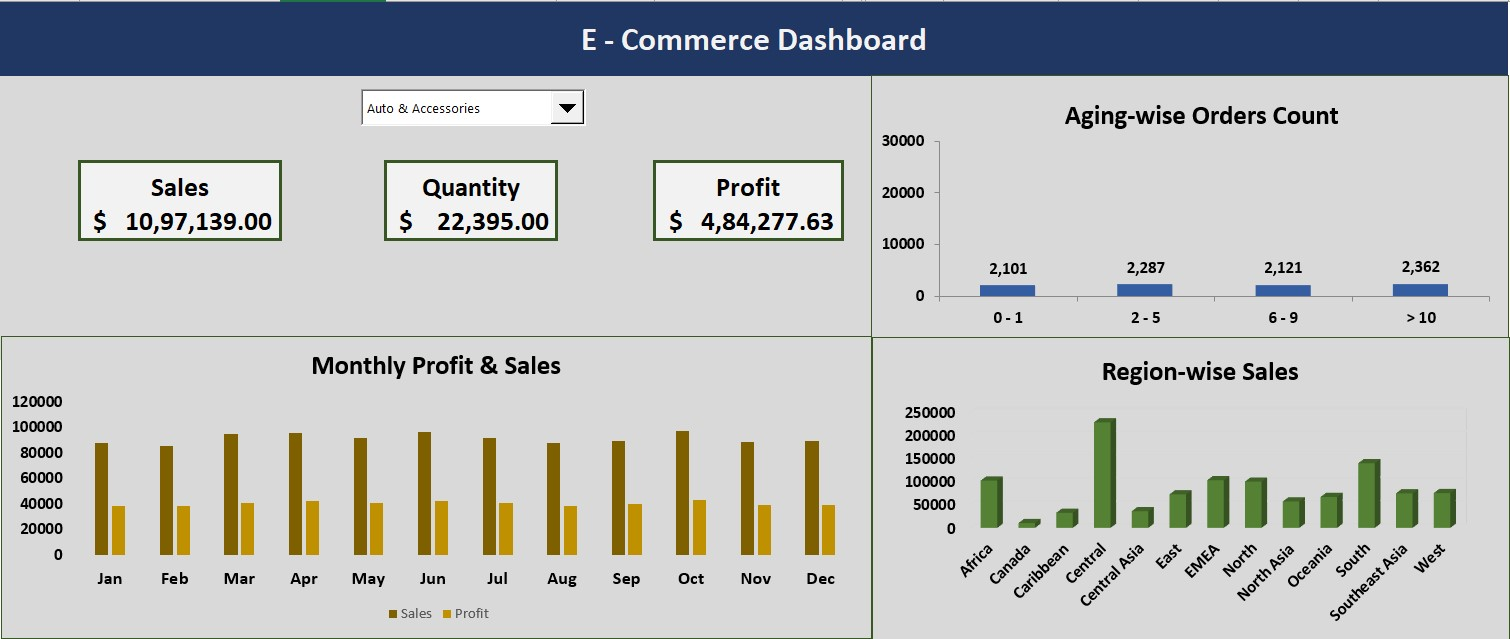 E - Commerce Dashboard
Auto & Accessories
Sales
$ 10,97,139.00
Quantity
$ 22,395.00
Profit
$ 4,84,277.63
Aging-wise Orders Count
30000
20000
10000
0
2,101
2,287
2,121
2,362
0 - 1
2 - 5
6 - 9
> 10
Monthly Profit & Sales
120000
100000
80000
60000
40000
20000
0
Jan
Feb
Mar
Apr
May
Jun
Jul
Aug
Sep
Oct
Nov
Dec
Sales
Profit
Region-wise Sales
250000
200000
150000
100000
50000
0
Africa
Canada
Caribbean
Central
Central Asia
East
EMEA
North
North Asia
Oceania
South
Southeast Asia
West